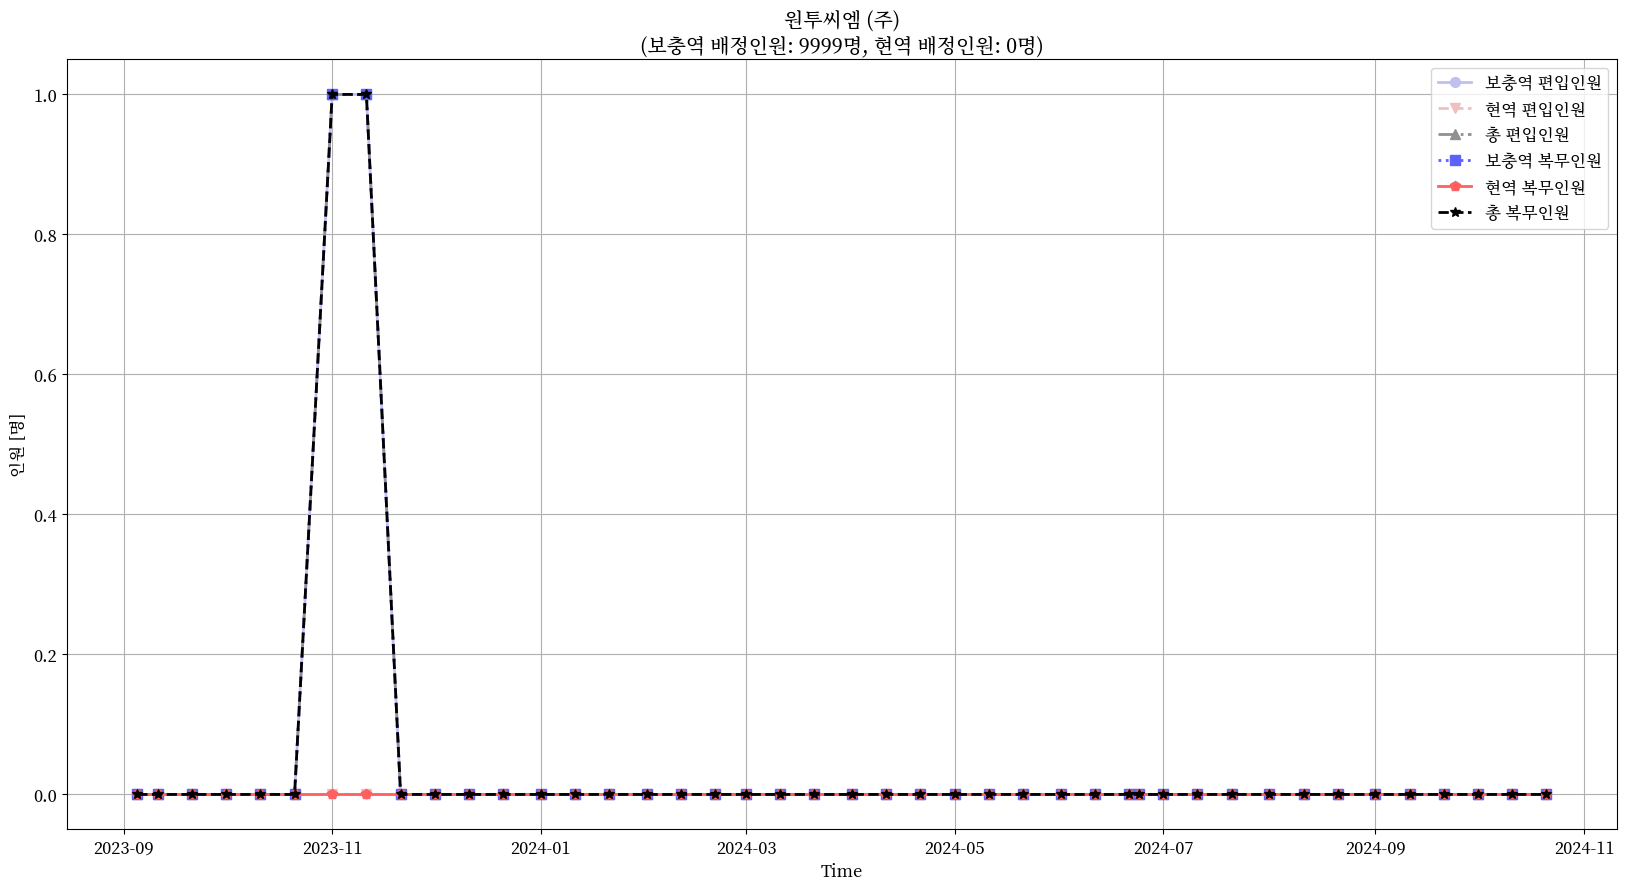 원투씨엠 (주)
(보충역 배정인원: 9999명, 현역 배정인원: 0명)
보충역 편입인원
현역 편입인원
총 편입인원
보충역 복무인원
현역 복무인원
총 복무인원
인원 [명]
1.0
0.8
0.6
0.4
0.2
0.0
2023-09
2023-11
2024-01
2024-03
2024-05
2024-07
2024-09
2024-11
Time